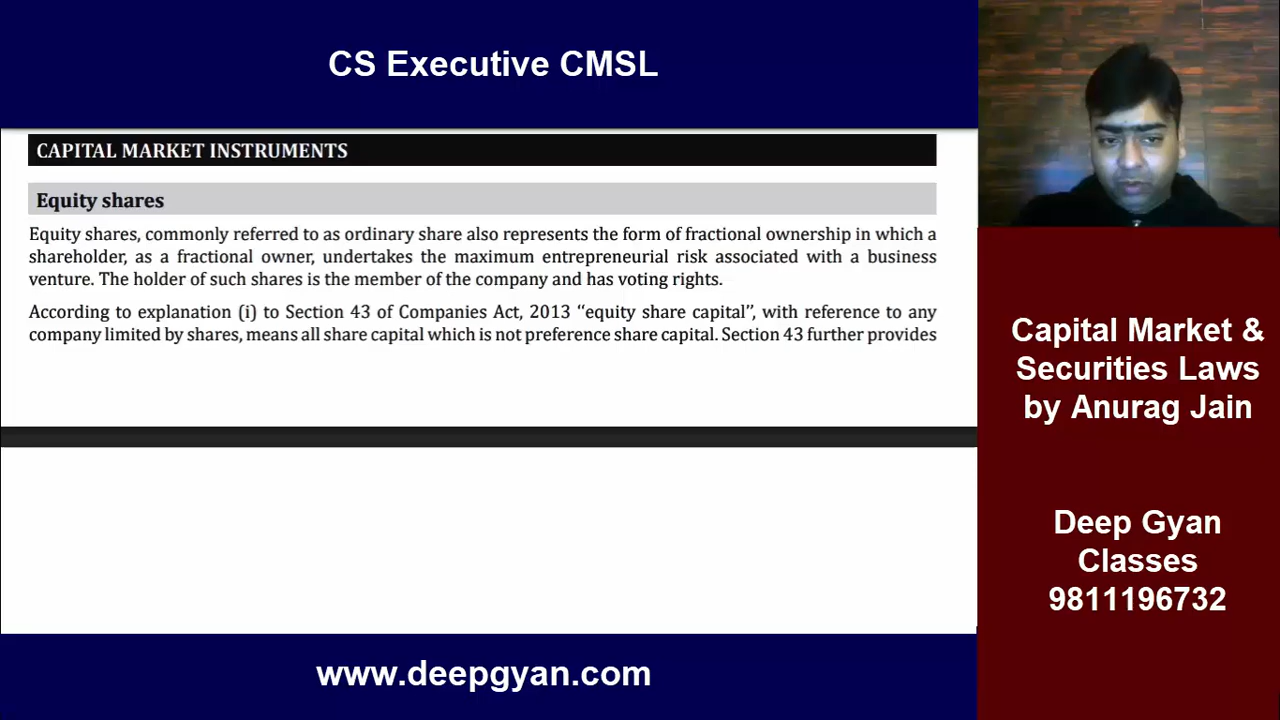 CS Executive CMSL
CAPITAL MARKET INSTRUMENTS
Equity shares
Equity shares, commonly referred to as ordinary share also represents the form of fractional ownership in which a
shareholder, as a fractional owner, undertakes the maximum entrepreneurial risk associated with a business
venture. The holder of such shares is the member of the company and has voting rights.
According to explanation (i) to Section 43 of Companies Act, 2013 “equity share capital”, with reference to any
company limited by shares, means all share capital which is not preference share capital. Section 43 further provides
www.deepgyan.com
Capital Market &
Securities Laws
by Anurag Jain
Deep Gyan
Classes
9811196732